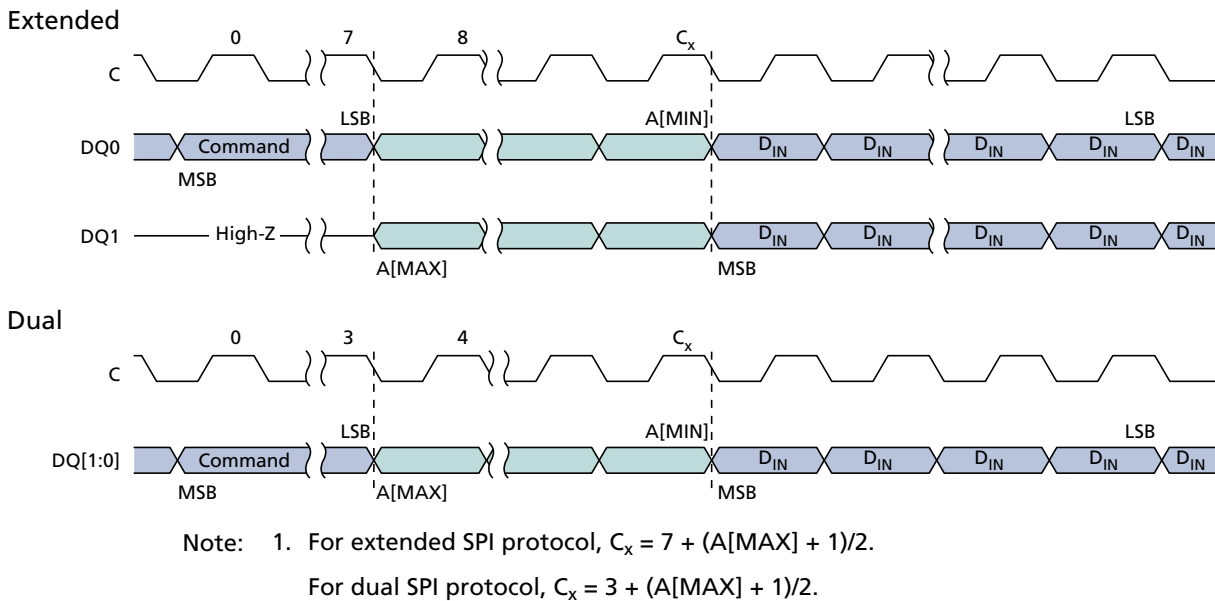 Extended
0 7 8 Cx
C
LSB A[MIN] LSB
DQ0 Command DIN DIN DIN DIN DIN
MSB
DQ1 High-Z DIN DIN DIN DIN DIN
A[MAX] MSB
Dual
0 3 4 Cx
C
LSB A[MIN] LSB
DQ[1:0] Command DIN DIN DIN DIN DIN
MSB A[MAX] MSB
Note: 1. For extended SPI protocol, Cx = 7 + (A[MAX] + 1)/2.
For dual SPI protocol, Cx = 3 + (A[MAX] + 1)/2.